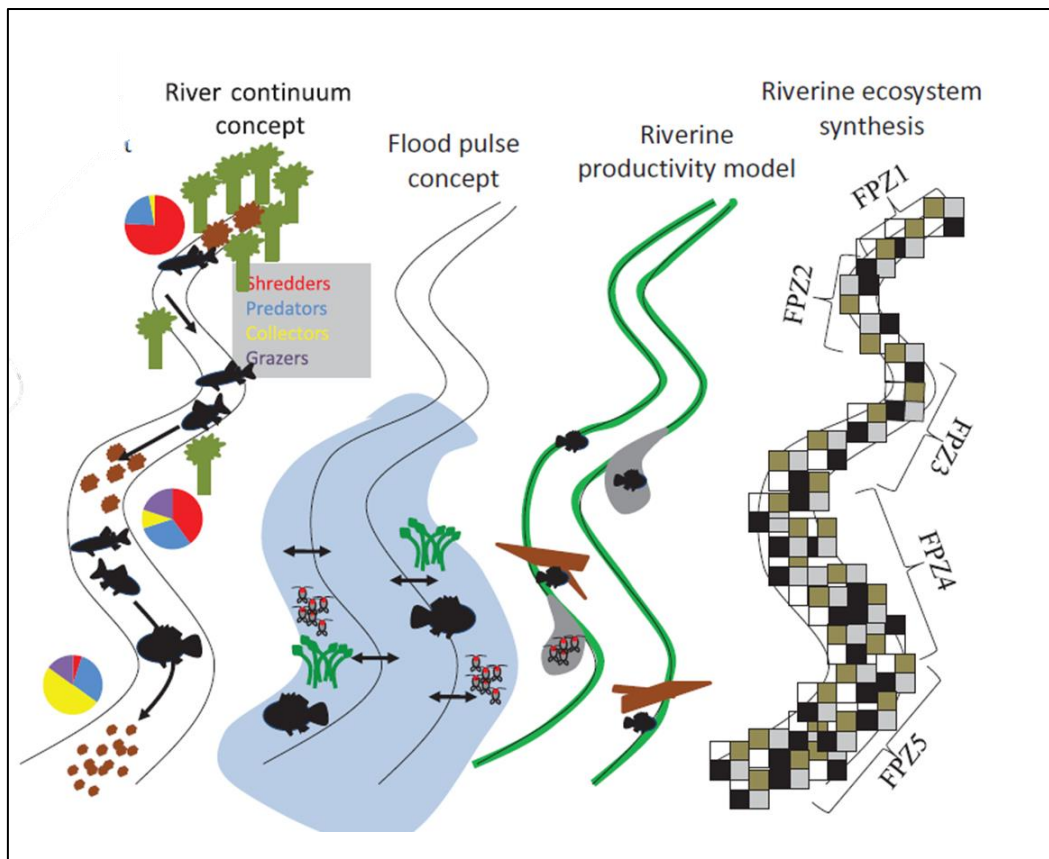 River continuum
concept
Flood pulse
concept
Riverine
productivity model
Riverine ecosystem
synthesis
Shredders
Predators
Collectors
Grazers
FPZ1
FPZ2
FPZ3
FPZ4
FPZ5